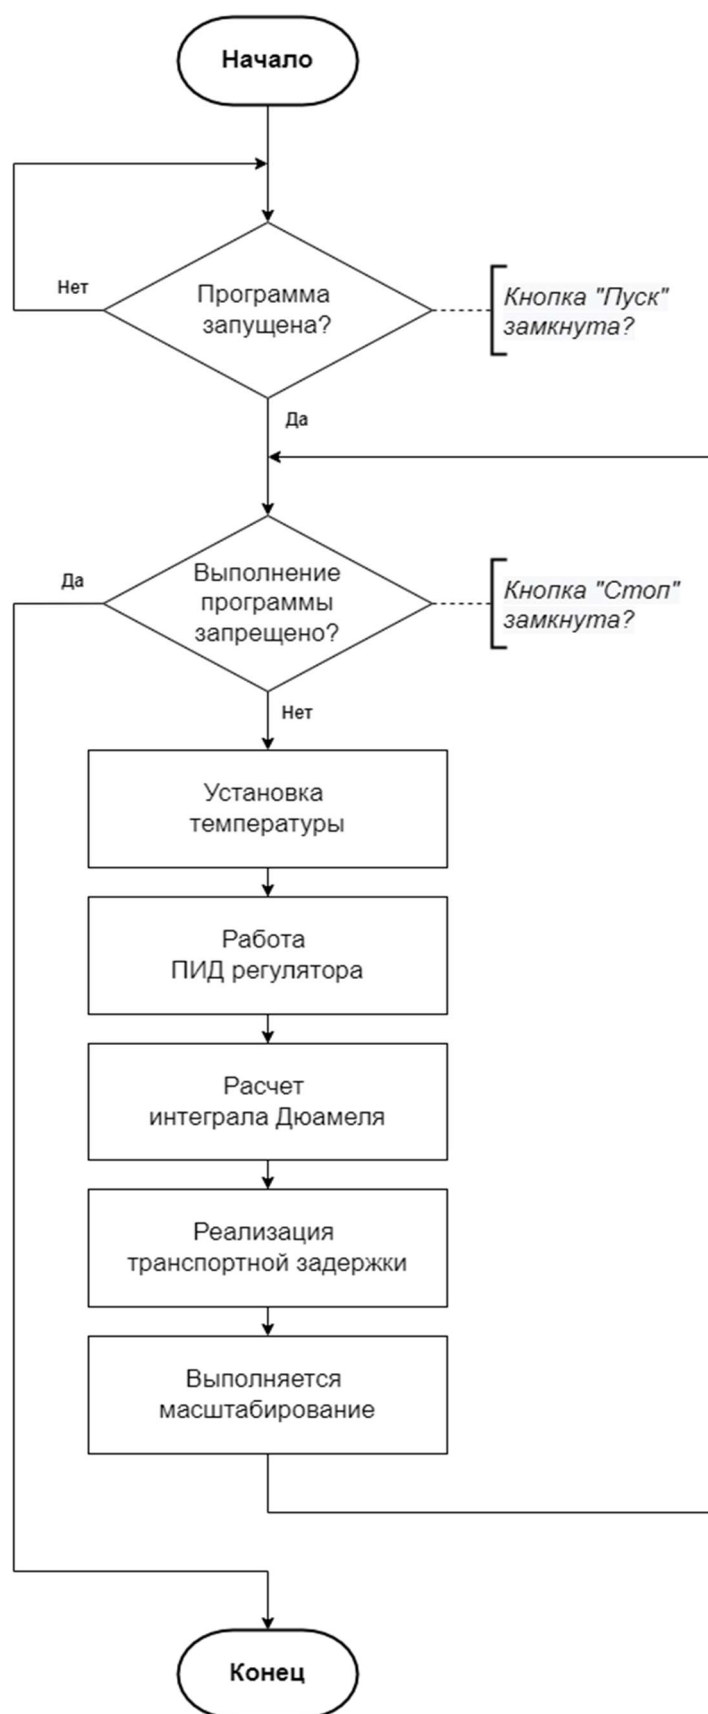 Начало
Нет
Программа
запущена?
Кнопка "Пуск"
замкнута?
Да
Да
Выполнение
программы
запрещено?
Кнопка "Стоп"
замкнута?
Нет
Установка
температуры
Работа
ПИД регулятора
Расчет
интеграла Дюамеля
Реализация
транспортной задержки
Выполняется
масштабирование
Конец